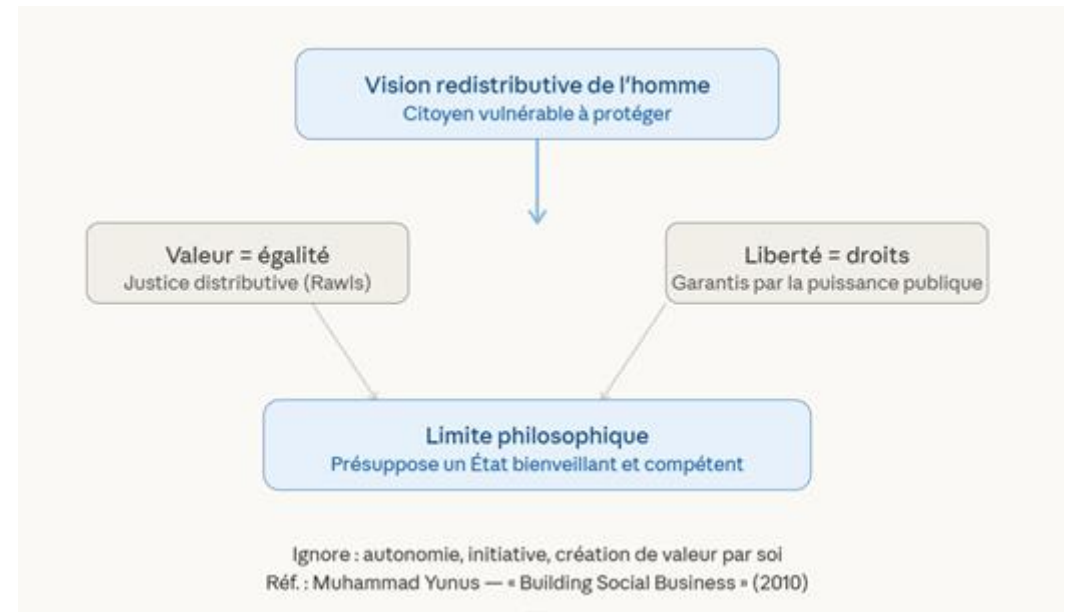 Vision redistributive de l'homme
Citoyen vulnérable à protéger
Valeur = égalité
Justice distributive (Rawls)
Liberté = droits
Garantis par la puissance publique
Limite philosophique
Présuppose un État bienveillant et compétent
Ignore : autonomie, initiative, création de valeur par soi
Réf. : Muhammad Yunus — « Building Social Business » (2010)